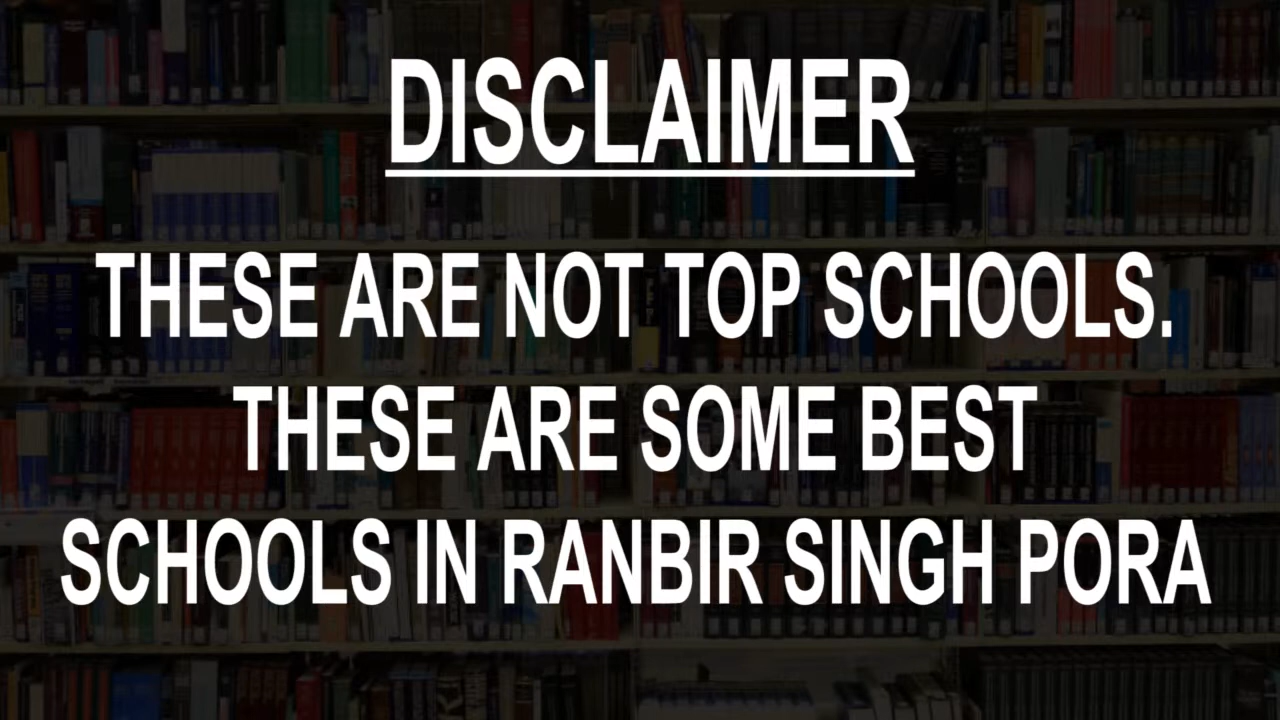 DISCLAIMER
THESE ARE NOT TOP SCHOOLS.
THESE ARE SOME BEST
SCHOOLS IN RANBIR SINGH PORA